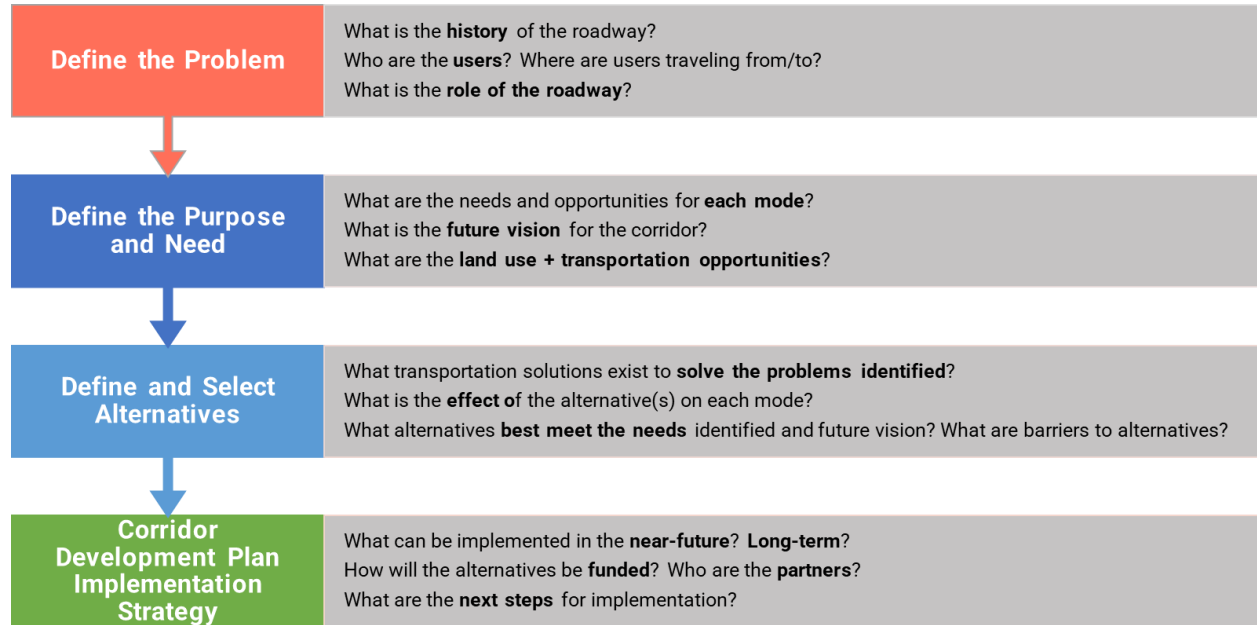 Define the Problem
What is the history of the roadway?
Who are the users? Where are users traveling from/to?
What is the role of the roadway?
Define the Purpose
and Need
What are the needs and opportunities for each mode?
What is the future vision for the corridor?
What are the land use + transportation opportunities?
Define and Select
Alternatives
What transportation solutions exist to solve the problems identified?
What is the effect of the alternative(s) on each mode?
What alternatives best meet the needs identified and future vision? What are barriers to alternatives?
Corridor
Development Plan
Implementation
Strategy
What can be implemented in the near-future? Long-term?
How will the alternatives be funded? Who are the partners?
What are the next steps for implementation?